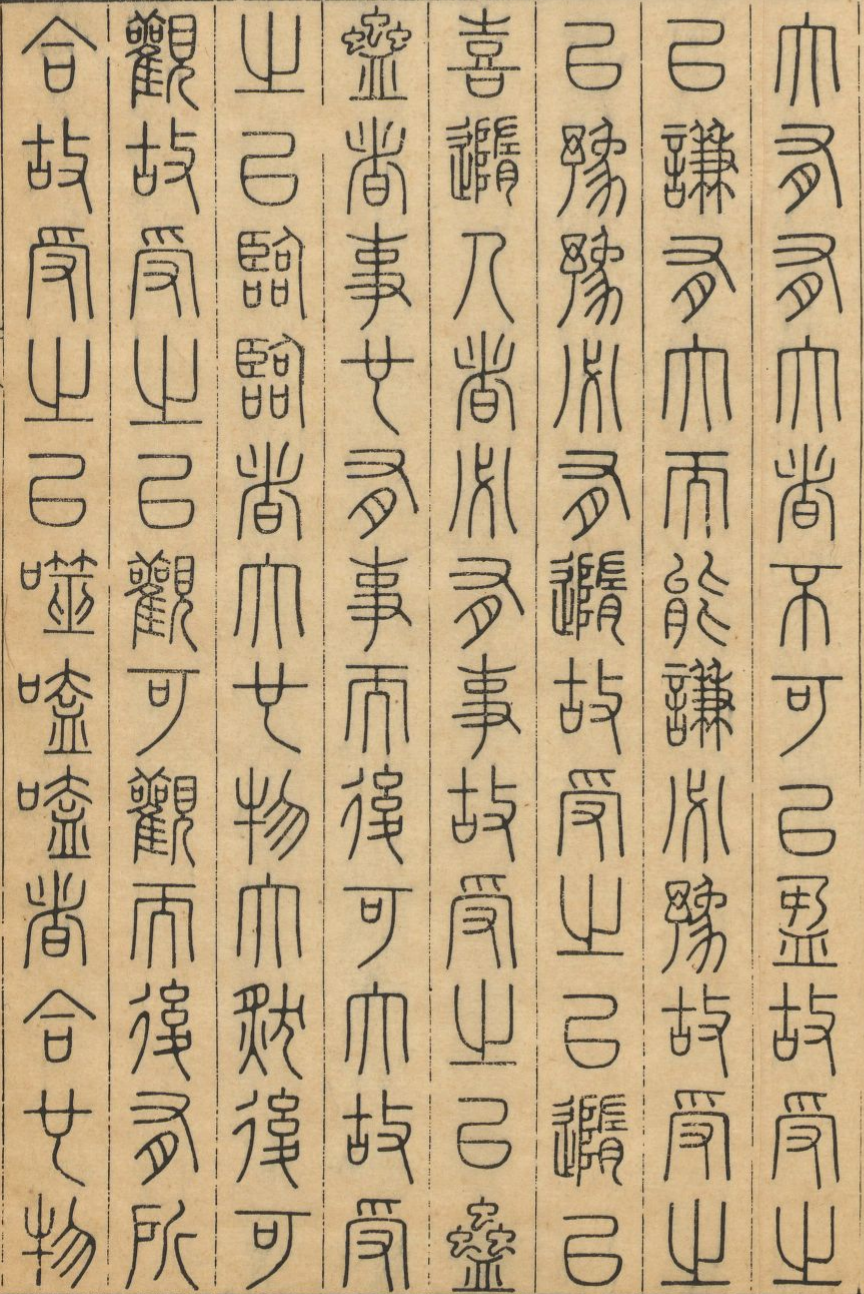 大有有大者不可以盈故受之
以謙有大而能謙必豫故受之
以豫豫必有隨故受之以隨以
喜隨人者必有事故受之以蠱
蠱者事也有事而後可大故受
之以臨臨者大也物大然後可
觀故受之以觀可觀而後有所
合故受之以噬嗑嗑者合也物